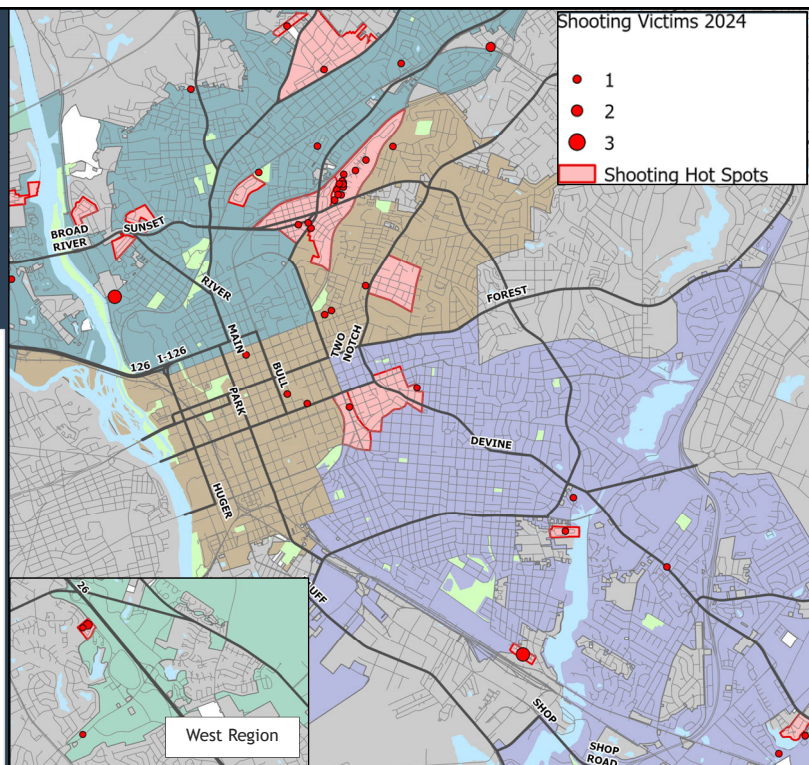 Shooting Victims 2024
1
2
3
Shooting Hot Spots
BROAD
RIVER
SUNSET
RIVER
FOREST
MAIN
TWO
NOTCH
126
I-126
BULL
PARK
DEVINE
HUGER
UFF
26
West Region
SHOP
SHOP
ROAD